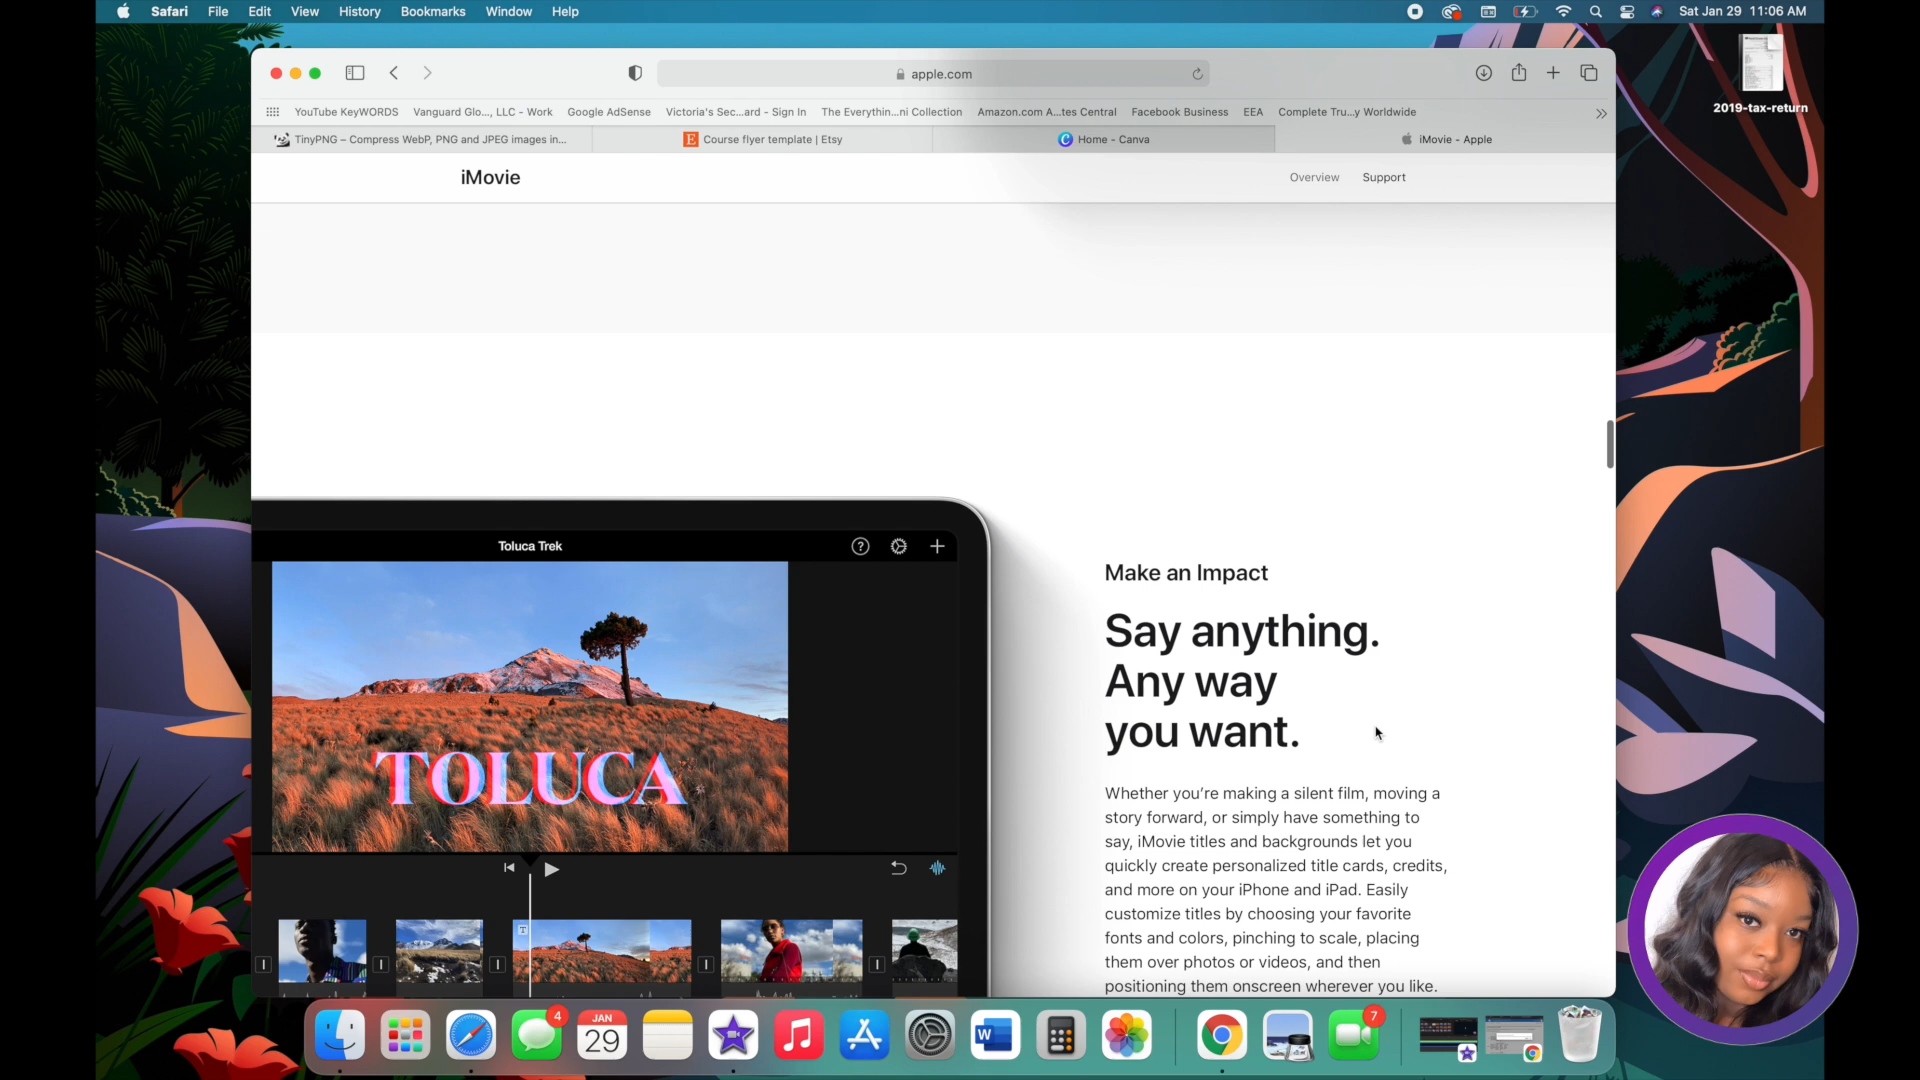 Safari File Edit View History Bookmarks Window Help
Sat Jan 29 11:06 AM
2019-tax-return
apple.com
YouTube KeyWORDS Vanguard Glo..., LLC - Work Google AdSense Victoria's Sec...ard - Sign In The Everythin...ni Collection Amazon.com A...tes Central Facebook Business EEA Complete Tru...y Worldwide
TinyPNG – Compress WebP, PNG and JPEG images in... Course flyer template | Etsy Home - Canva iMovie - Apple
iMovie
Overview Support
Toluca Trek
TOLUCA
Make an Impact
Say anything.
Any way
you want.
Whether you're making a silent film, moving a
story forward, or simply have something to
say, iMovie titles and backgrounds let you
quickly create personalized title cards, credits,
and more on your iPhone and iPad. Easily
customize titles by choosing your favorite
fonts and colors, pinching to scale, placing
them over photos or videos, and then
positioning them onscreen wherever you like.
4
JAN
29
W
7